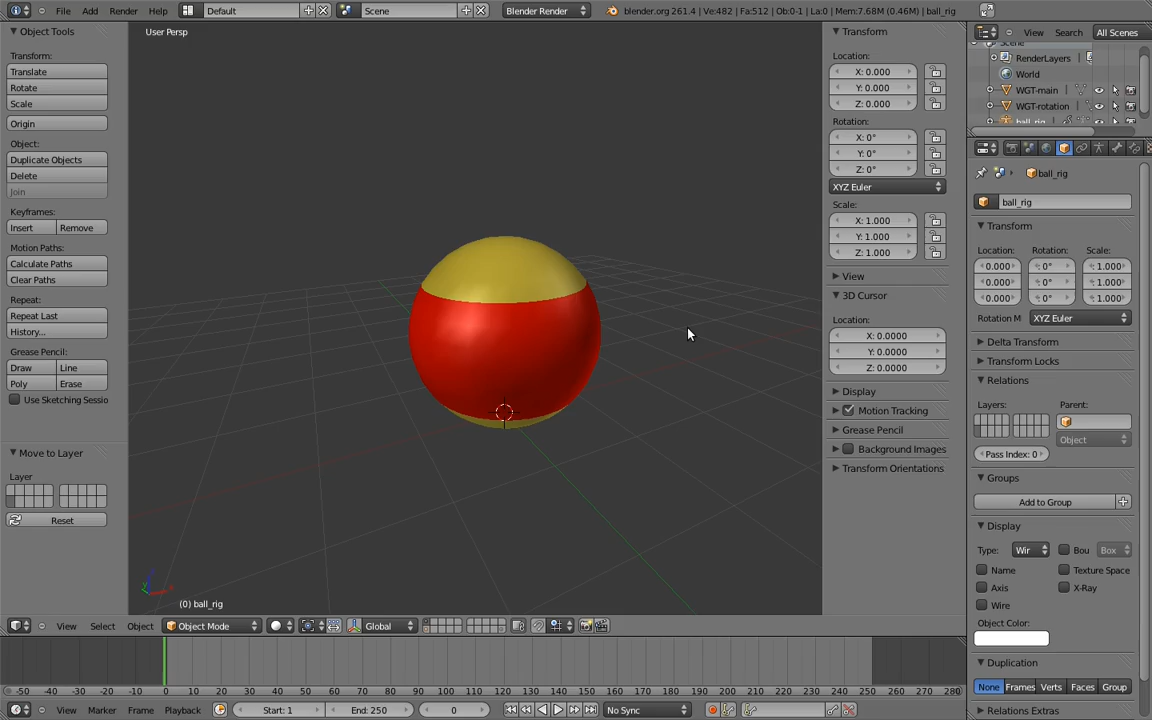 File Add Render Help Default Scene Blender Render blender.org 261.4 | Ve:482 | Fa:512 | Ob:0-1 | La:0 | Mem:7.68M (0.46M) | ball_rig
View Search All Scenes
Scene
RenderLayers
World
WGT-main
WGT-rotation
ball_rig
Object Tools
Transform:
Translate
Rotate
Scale
Origin
Object:
Duplicate Objects
Delete
Join
Keyframes:
Insert Remove
Motion Paths:
Calculate Paths
Clear Paths
Repeat:
Repeat Last
History...
Grease Pencil:
Draw Line
Poly Erase
Use Sketching Sessio
Move to Layer
Layer
Reset
User Persp
(0) ball_rig
Transform
Location:
X: 0.000
Y: 0.000
Z: 0.000
Rotation:
X: 0°
Y: 0°
Z: 0°
XYZ Euler
Scale:
X: 1.000
Y: 1.000
Z: 1.000
View
3D Cursor
Location:
X: 0.0000
Y: 0.0000
Z: 0.0000
Display
Motion Tracking
Grease Pencil
Background Images
Transform Orientations
ball_rig
ball_rig
Transform
Location: Rotation: Scale:
0.000 0° 1.000
0.000 0° 1.000
0.000 0° 1.000
Rotation M XYZ Euler
Delta Transform
Transform Locks
Relations
Layers: Parent:
Object
Pass Index: 0
Groups
Add to Group
Display
Type: Wir Bou Box
Name Texture Space
Axis X-Ray
Wire
Object Color:
Duplication
None Frames Verts Faces Group
Relations Extras
View Select Object Object Mode Global
-50 -40 -30 -20 -10 0 10 20 30 40 50 60 70 80 90 100 110 120 130 140 150 160 170 180 190 200 210 220 230 240 250 260 270 280
View Marker Frame Playback Start: 1 End: 250 0 No Sync